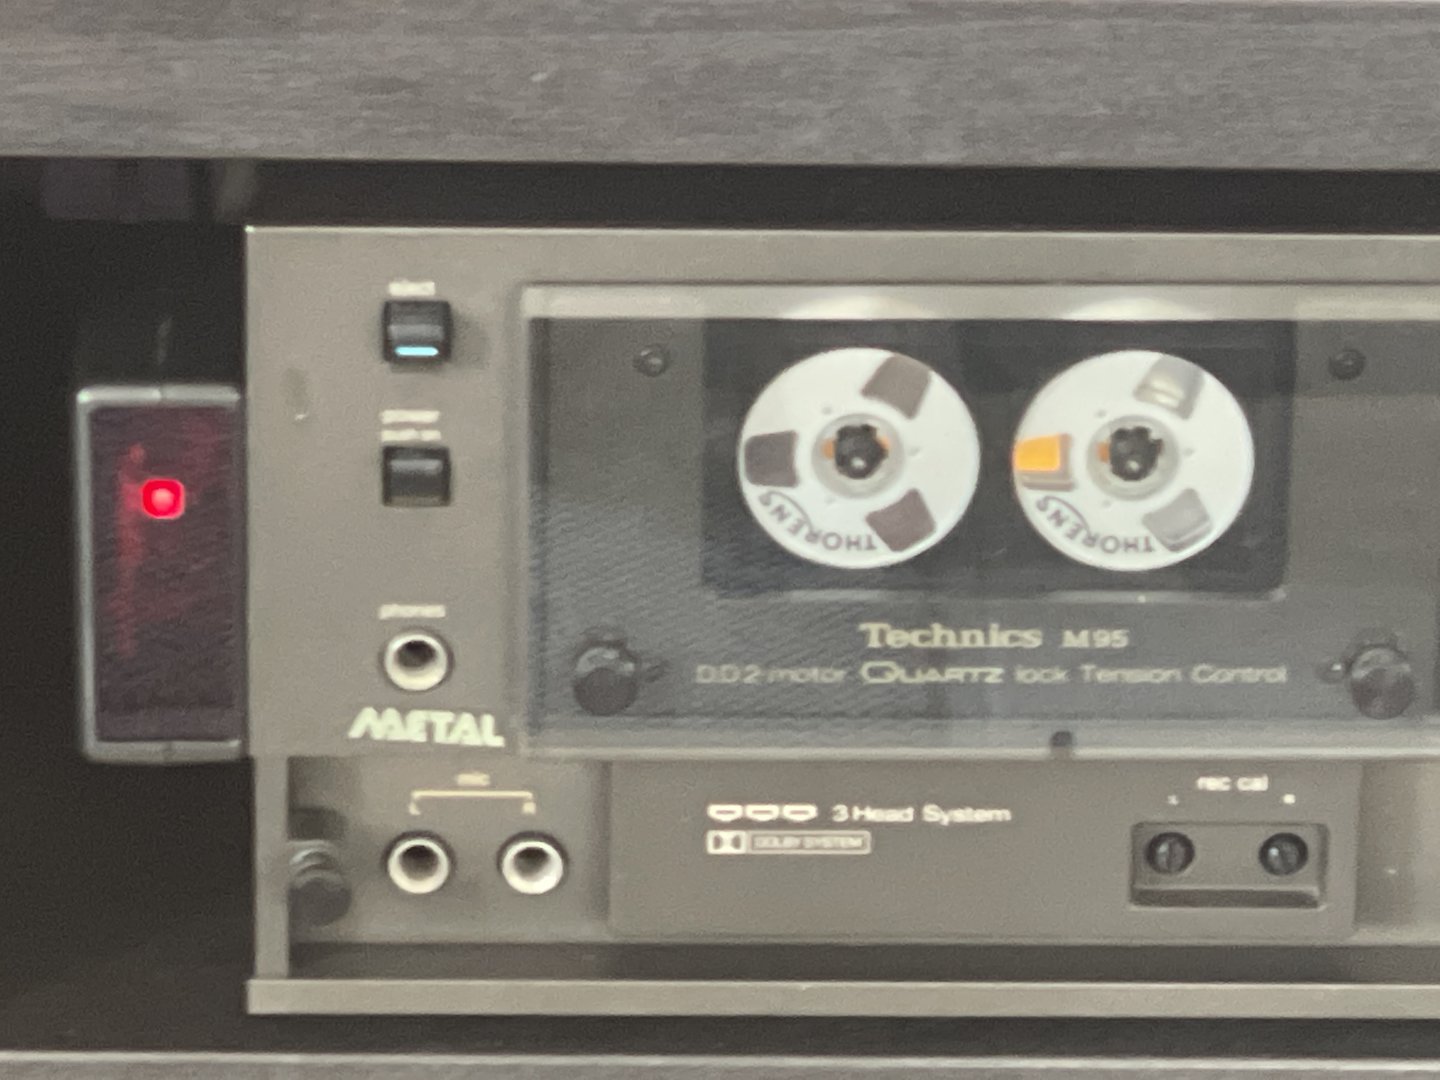 eject
power
phones
METAL
mic
L R
THORENS
THORENS
Technics M95
D.D.2-motor QUARTZ lock Tension Control
3 Head System
DOLBY SYSTEM
rec cal
L R